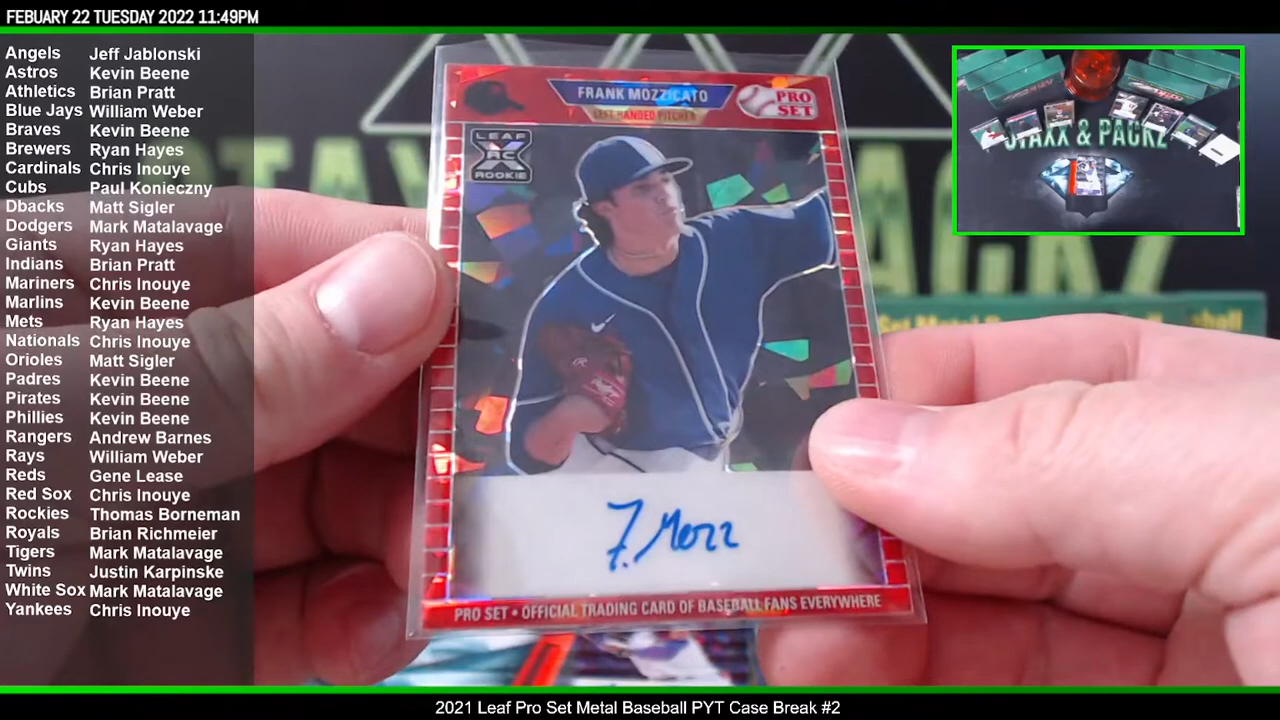 FEBUARY 22 TUESDAY 2022 11:49PM
Angels Jeff Jablonski
Astros Kevin Beene
Athletics Brian Pratt
Blue Jays William Weber
Braves Kevin Beene
Brewers Ryan Hayes
Cardinals Chris Inouye
Cubs Paul Konieczny
Dbacks Matt Sigler
Dodgers Mark Matalavage
Giants Ryan Hayes
Indians Brian Pratt
Mariners Chris Inouye
Marlins Kevin Beene
Mets Ryan Hayes
Nationals Chris Inouye
Orioles Matt Sigler
Padres Kevin Beene
Pirates Kevin Beene
Phillies Kevin Beene
Rangers Andrew Barnes
Rays William Weber
Reds Gene Lease
Red Sox Chris Inouye
Rockies Thomas Borneman
Royals Brian Richmeier
Tigers Mark Matalavage
Twins Justin Karpinske
White Sox Mark Matalavage
Yankees Chris Inouye
FRANK MOZZICATO
LEFT HANDED PITCHER
PRO
SET
LEAF
RC
ROOKIE
F. Mozz
PRO SET • OFFICIAL TRADING CARD OF BASEBALL FANS EVERYWHERE
STAXX & PACKZ
2021 Leaf Pro Set Metal Baseball PYT Case Break #2